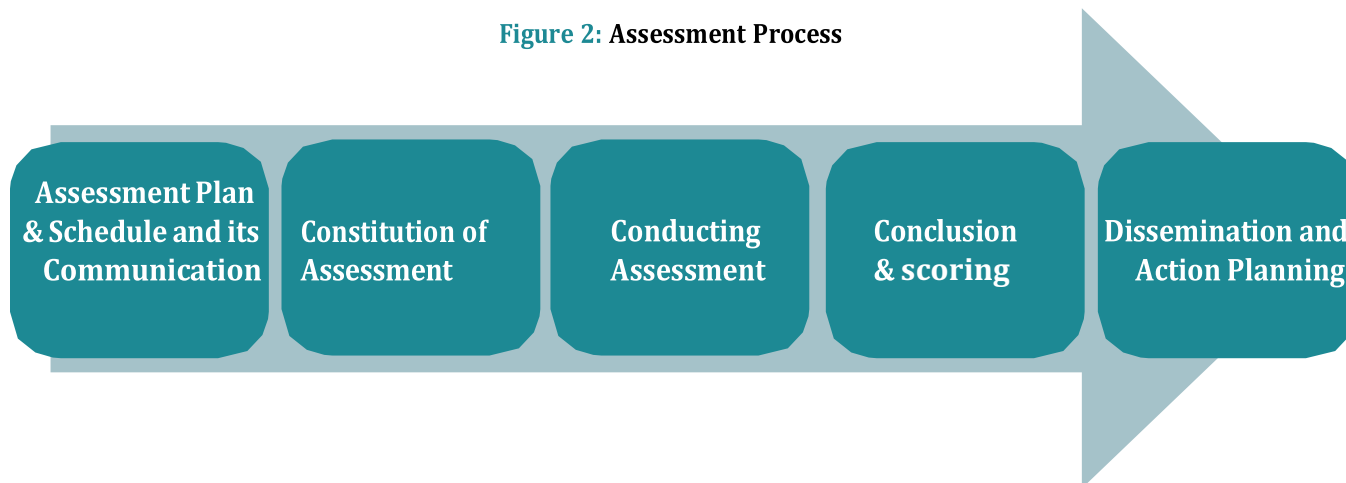 Figure 2: Assessment Process
Assessment Plan
& Schedule and its
Communication
Constitution of
Assessment
Conducting
Assessment
Conclusion
& scoring
Dissemination and
Action Planning